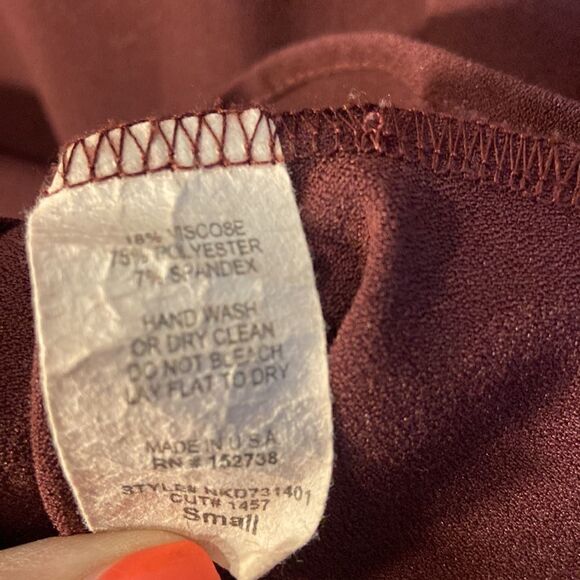 18% VISCOSE
75% POLYESTER
7% SPANDEX
HAND WASH
OR DRY CLEAN
DO NOT BLEACH
LAY FLAT TO DRY
MADE IN U.S.A
RN # 152738
STYLE# NKD731401
CUT# 1457
Small